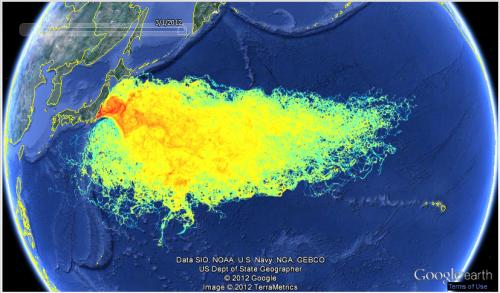 3/1/2012
Data SIO, NOAA, U.S. Navy, NGA, GEBCO
US Dept of State Geographer
© 2012 Google
Image © 2012 TerraMetrics
Google earth
Terms of Use